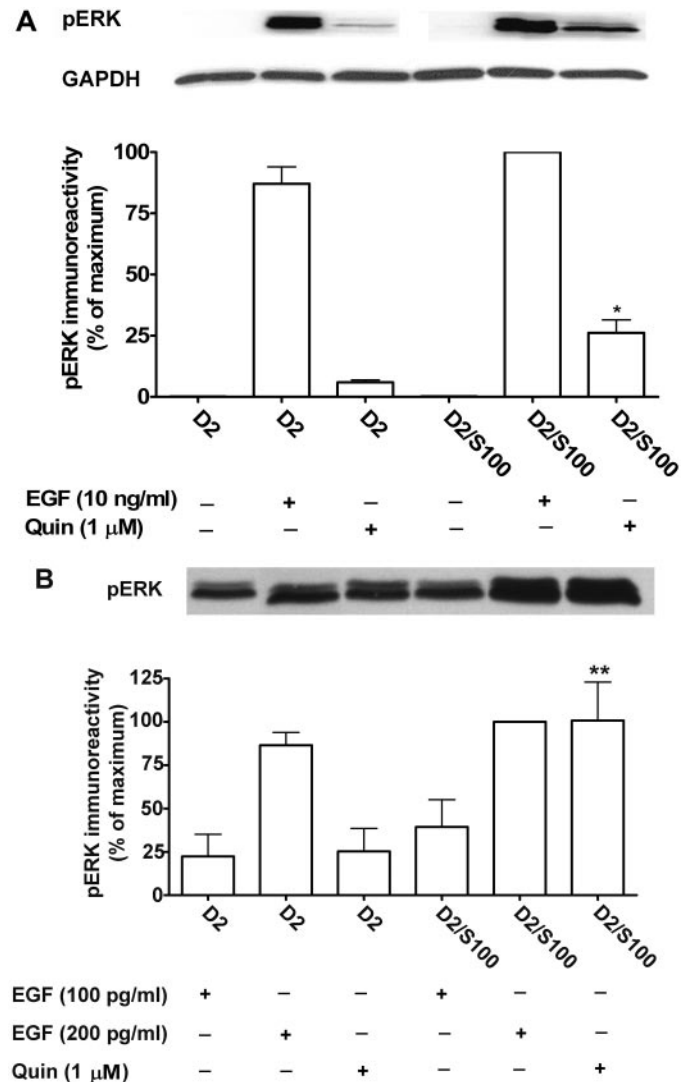 A
pERK
GAPDH
pERK immunoreactivity
(% of maximum)
100
75
50
25
0
*
D2
D2
D2
D2/S100
D2/S100
D2/S100
EGF (10 ng/ml) – + – – + –
Quin (1 μM) – – + – – +
B
pERK
pERK immunoreactivity
(% of maximum)
125
100
75
50
25
0
**
D2
D2
D2
D2/S100
D2/S100
D2/S100
EGF (100 pg/ml) + – – + – –
EGF (200 pg/ml) – + – – + –
Quin (1 μM) – – + – – +